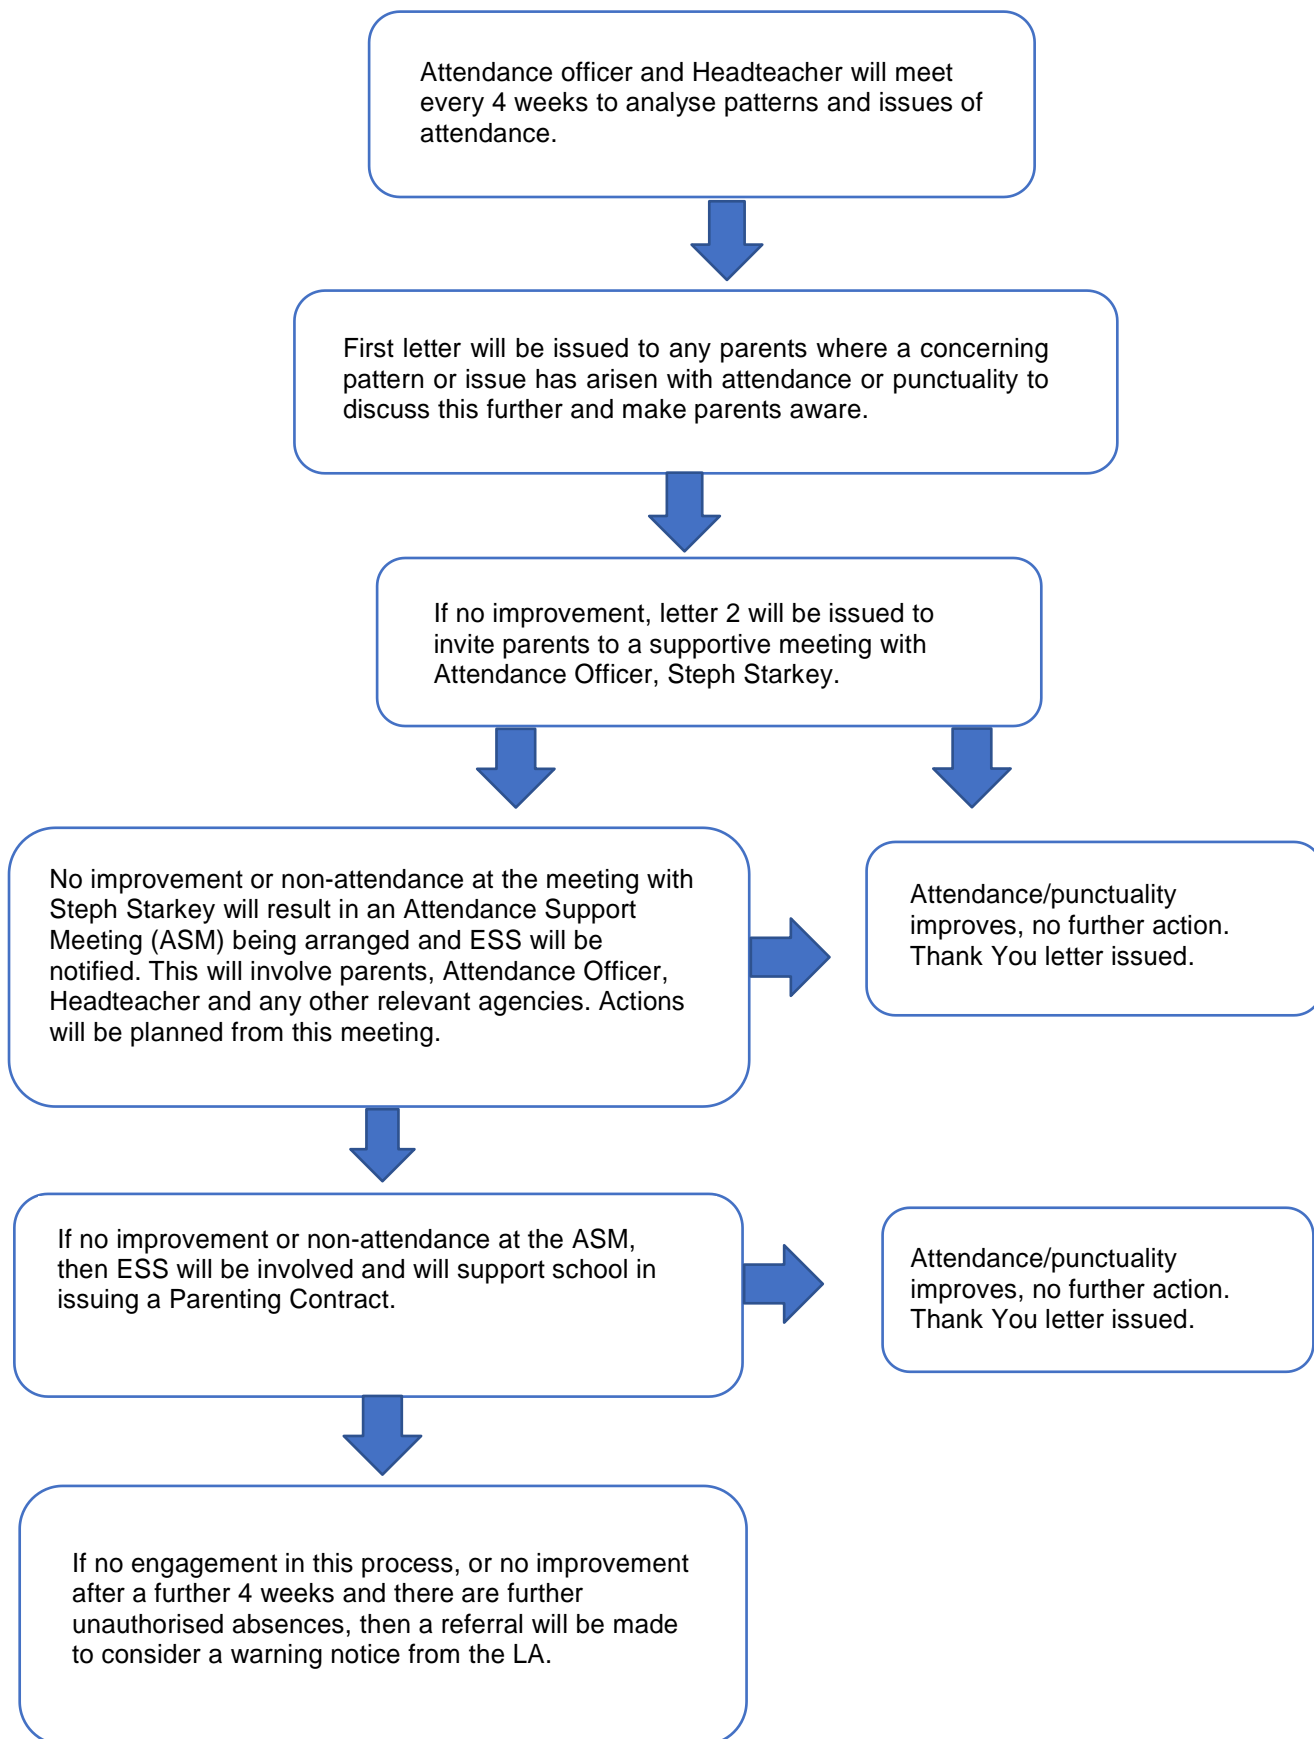 Attendance officer and Headteacher will meet
every 4 weeks to analyse patterns and issues of
attendance.
First letter will be issued to any parents where a concerning
pattern or issue has arisen with attendance or punctuality to
discuss this further and make parents aware.
If no improvement, letter 2 will be issued to
invite parents to a supportive meeting with
Attendance Officer, Steph Starkey.
No improvement or non-attendance at the meeting with
Steph Starkey will result in an Attendance Support
Meeting (ASM) being arranged and ESS will be
notified. This will involve parents, Attendance Officer,
Headteacher and any other relevant agencies. Actions
will be planned from this meeting.
Attendance/punctuality
improves, no further action.
Thank You letter issued.
If no improvement or non-attendance at the ASM,
then ESS will be involved and will support school in
issuing a Parenting Contract.
Attendance/punctuality
improves, no further action.
Thank You letter issued.
If no engagement in this process, or no improvement
after a further 4 weeks and there are further
unauthorised absences, then a referral will be made
to consider a warning notice from the LA.